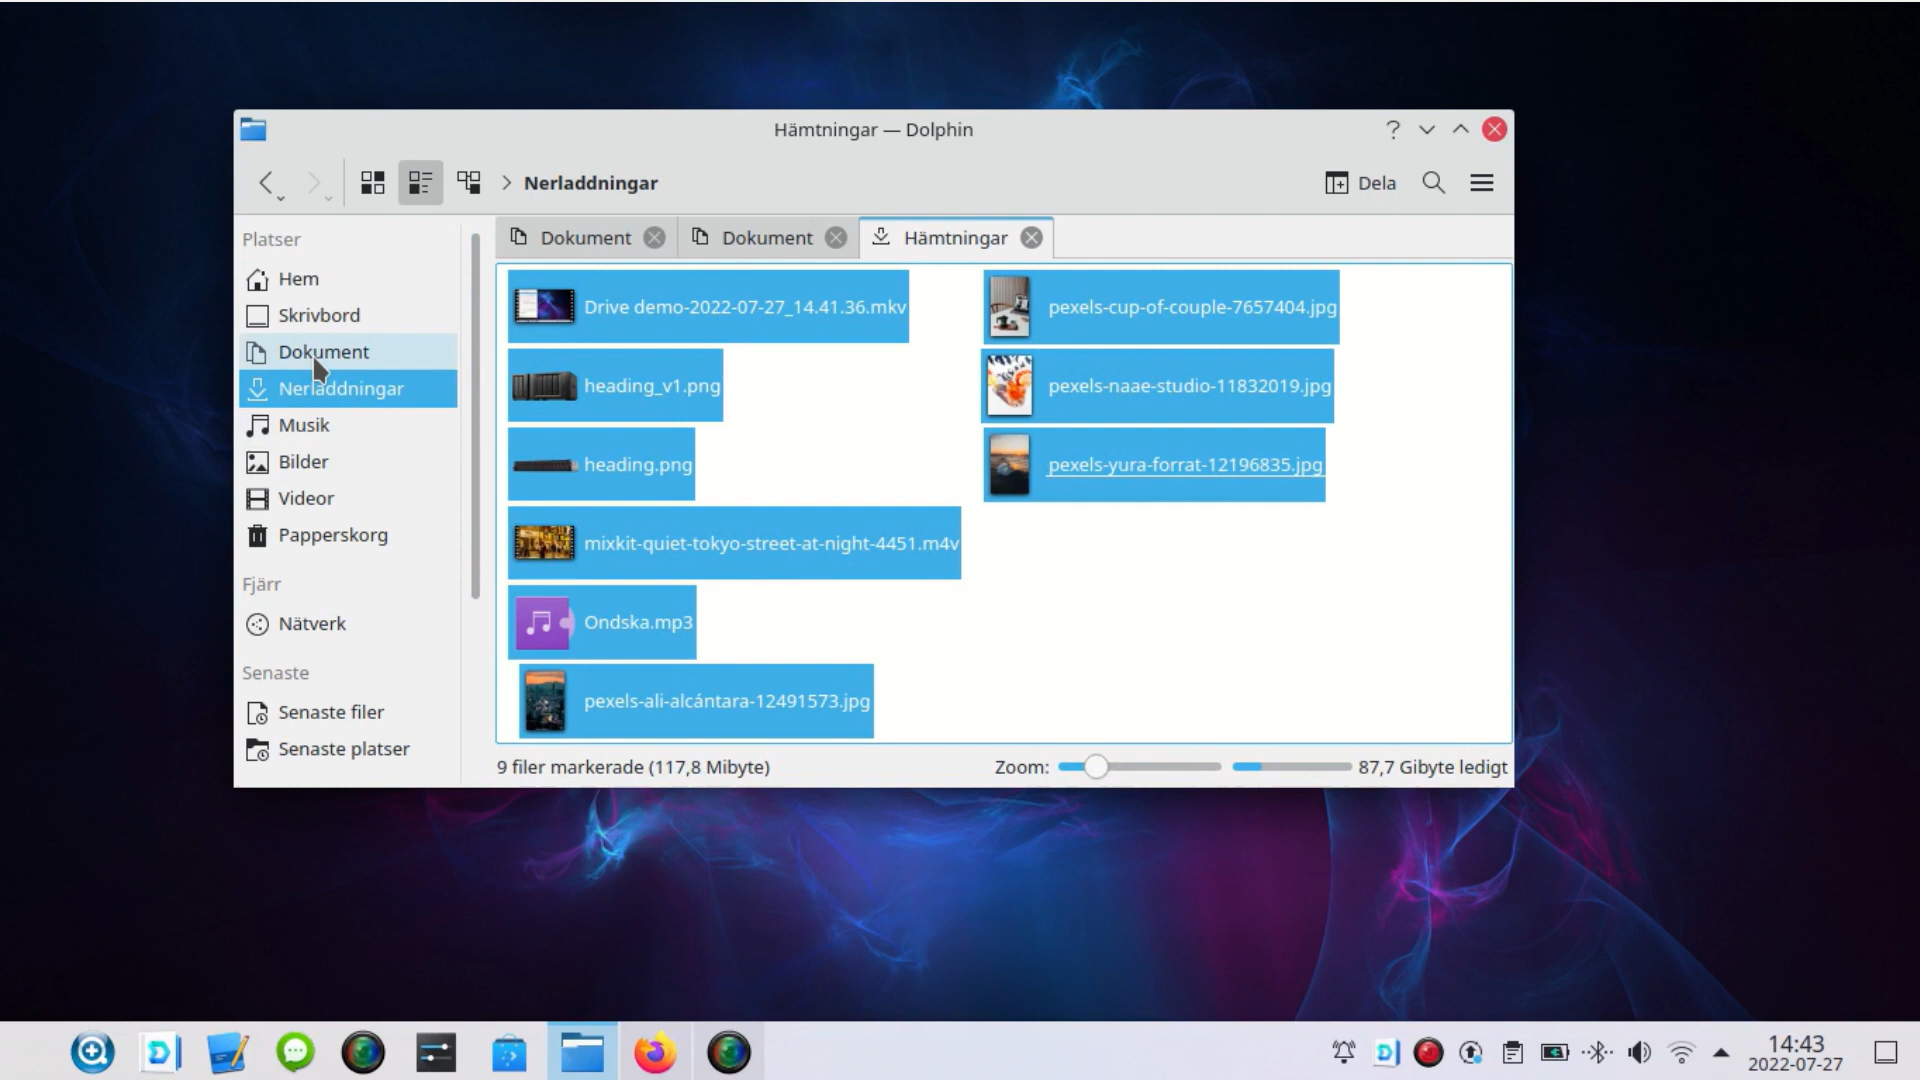 Hämtningar — Dolphin
Nerladdningar
Dela
Platser
Hem
Skrivbord
Dokument
Nerladdningar
Musik
Bilder
Videor
Papperskorg
Fjärr
Nätverk
Senaste
Senaste filer
Senaste platser
Dokument
Dokument
Hämtningar
Drive demo-2022-07-27_14.41.36.mkv
heading_v1.png
heading.png
mixkit-quiet-tokyo-street-at-night-4451.m4v
Ondska.mp3
pexels-ali-alcántara-12491573.jpg
pexels-cup-of-couple-7657404.jpg
pexels-naae-studio-11832019.jpg
pexels-yura-forrat-12196835.jpg
9 filer markerade (117,8 Mibyte)
Zoom:
87,7 Gibyte ledigt
14:43
2022-07-27